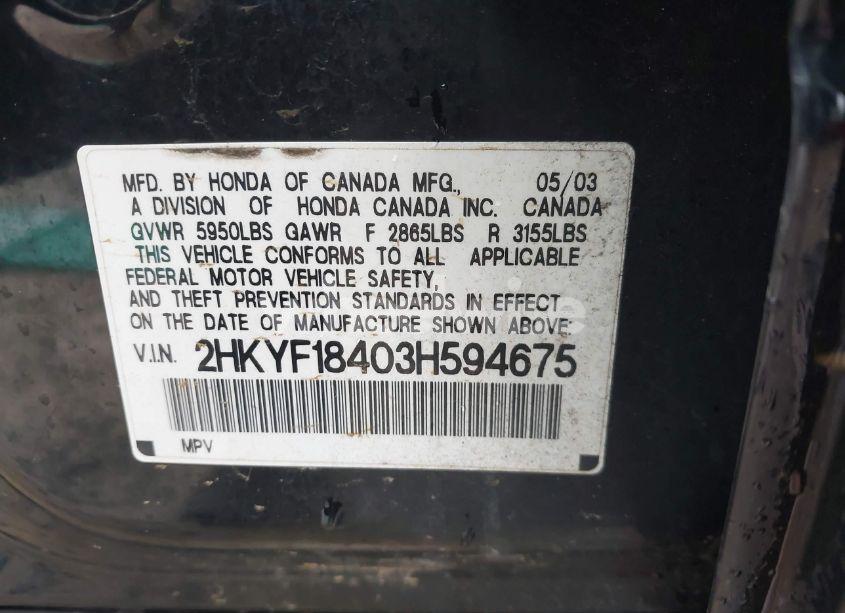 MFD. BY HONDA OF CANADA MFG., 05/03
A DIVISION OF HONDA CANADA INC. CANADA
GVWR 5950LBS GAWR F 2865LBS R 3155LBS
THIS VEHICLE CONFORMS TO ALL APPLICABLE
FEDERAL MOTOR VEHICLE SAFETY,
AND THEFT PREVENTION STANDARDS IN EFFECT
ON THE DATE OF MANUFACTURE SHOWN ABOVE:
V.I.N. 2HKYF18403H594675
MPV